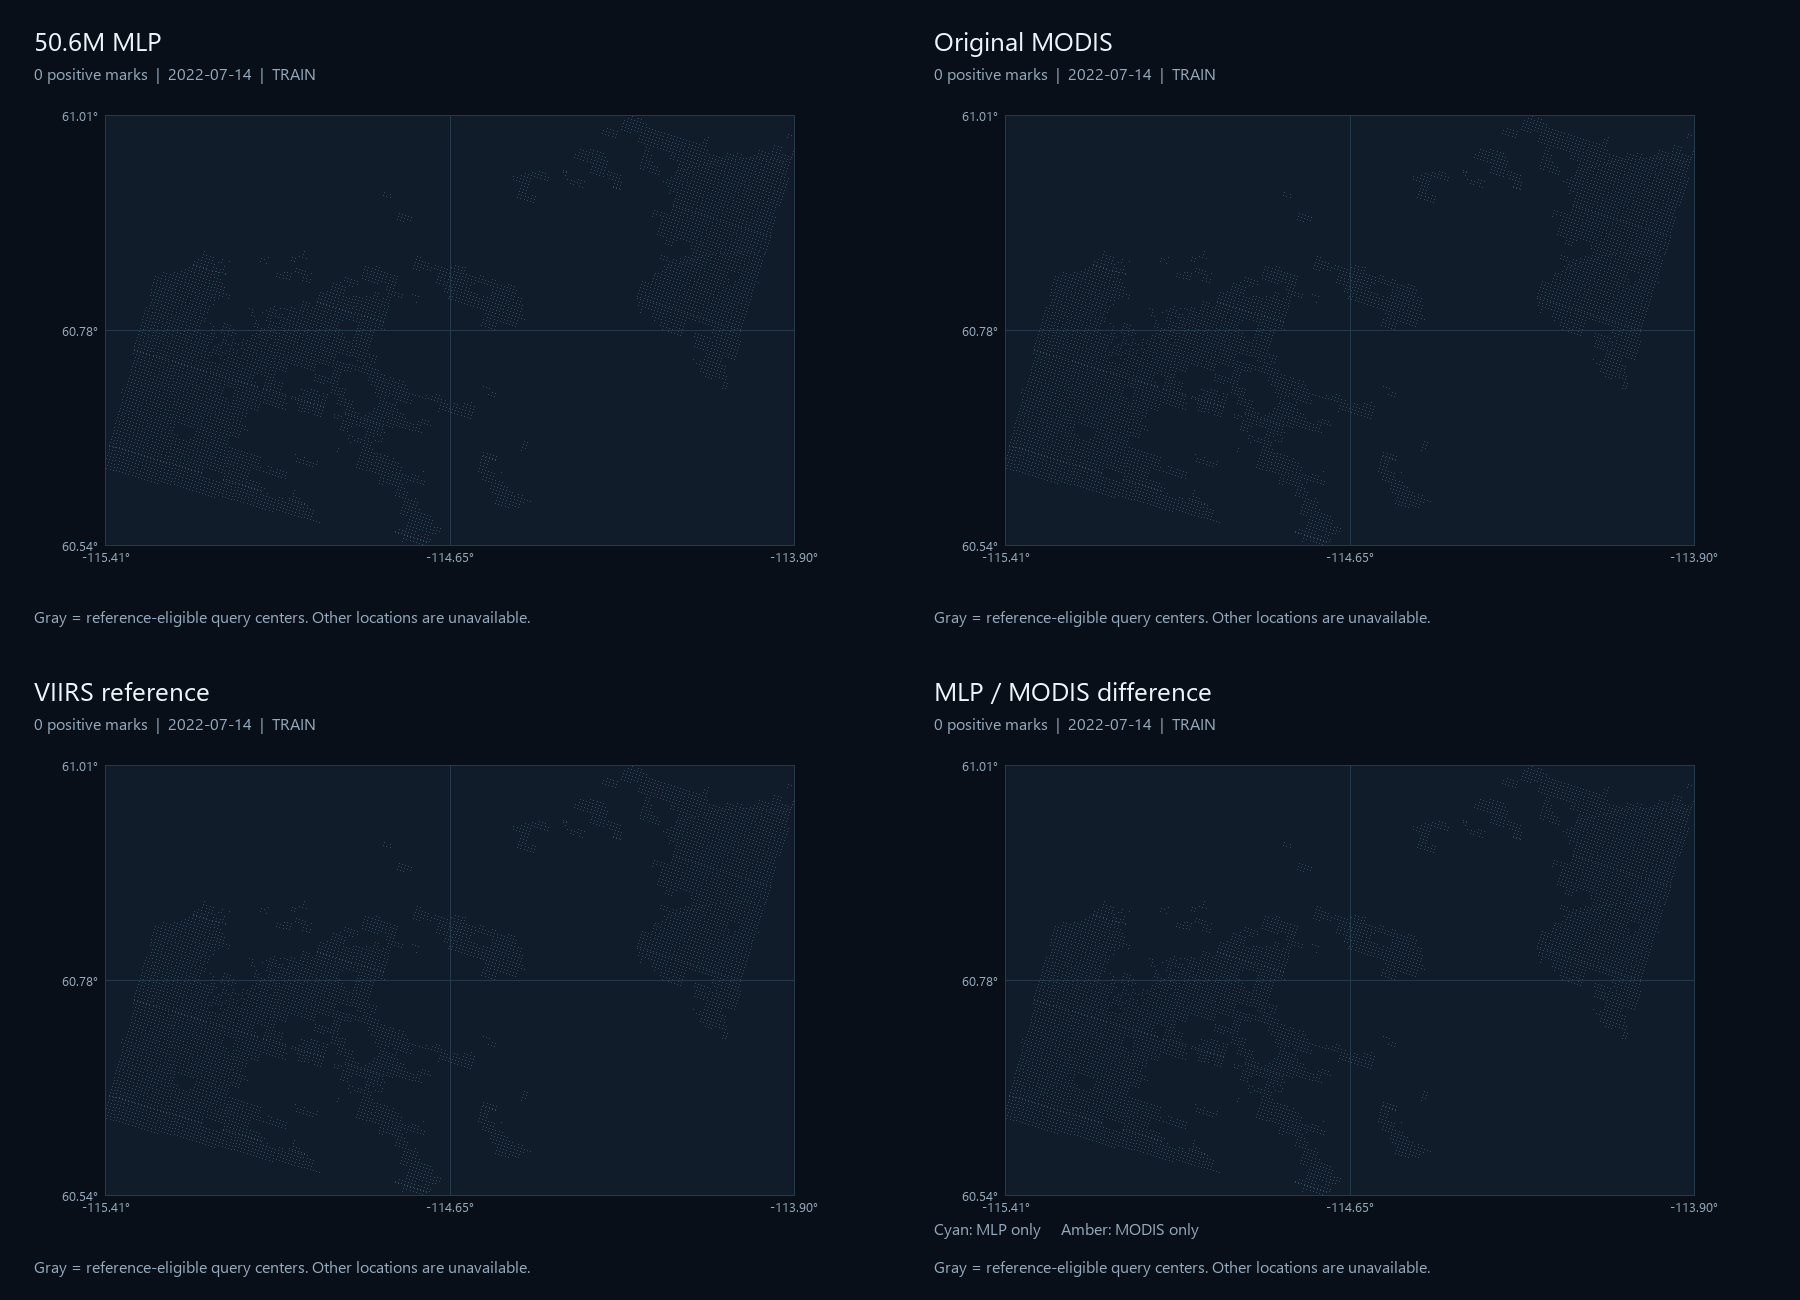 50.6M MLP
0 positive marks | 2022-07-14 | TRAIN
61.01°
60.78°
60.54°
-115.41°
-114.65°
-113.90°
Gray = reference-eligible query centers. Other locations are unavailable.
Original MODIS
0 positive marks | 2022-07-14 | TRAIN
61.01°
60.78°
60.54°
-115.41°
-114.65°
-113.90°
Gray = reference-eligible query centers. Other locations are unavailable.
VIIRS reference
0 positive marks | 2022-07-14 | TRAIN
61.01°
60.78°
60.54°
-115.41°
-114.65°
-113.90°
Gray = reference-eligible query centers. Other locations are unavailable.
MLP / MODIS difference
0 positive marks | 2022-07-14 | TRAIN
61.01°
60.78°
60.54°
-115.41°
-114.65°
-113.90°
Cyan: MLP only Amber: MODIS only
Gray = reference-eligible query centers. Other locations are unavailable.